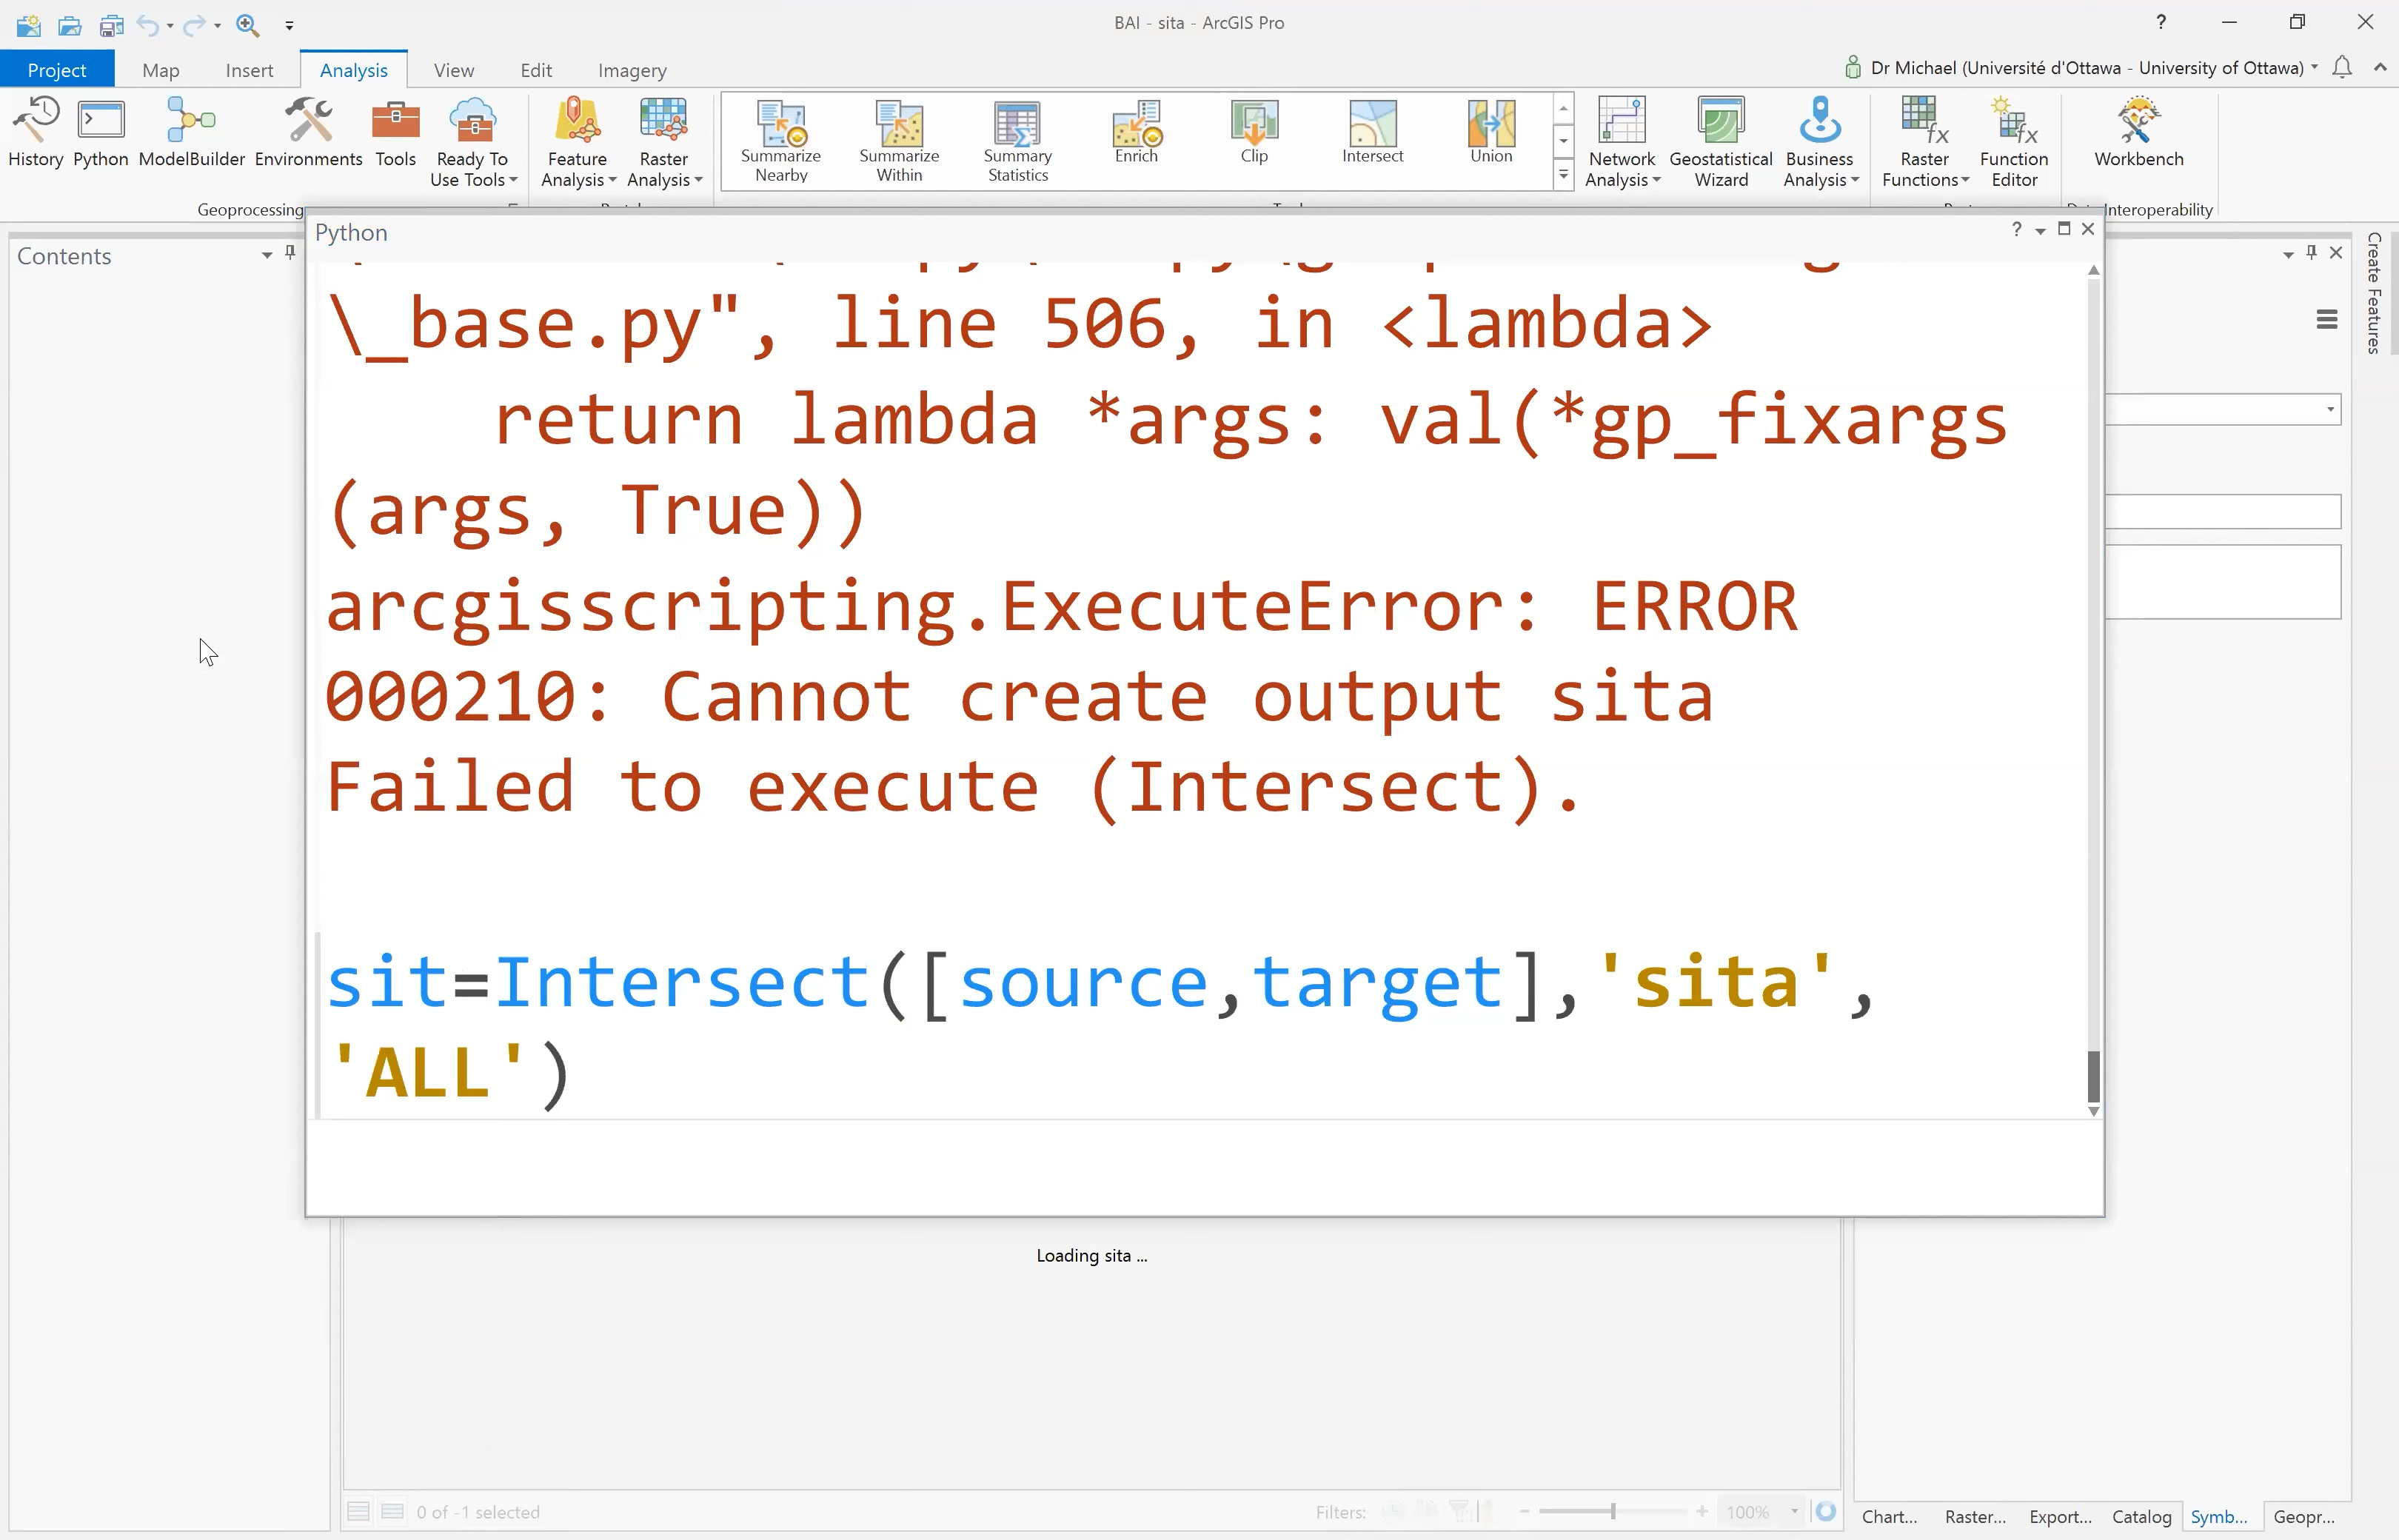 BAI - sita - ArcGIS Pro
?
Project Map Insert Analysis View Edit Imagery
Dr Michael (Université d'Ottawa - University of Ottawa)
History Python ModelBuilder Environments Tools Ready To Use Tools
Feature Analysis Raster Analysis
Summarize Nearby Summarize Within Summary Statistics Enrich Clip Intersect Union
Network Analysis Geostatistical Wizard Business Analysis
Raster Functions Function Editor Workbench
Geoprocessing
Interoperability
Contents
Python
?
Create Features
\_base.py", line 506, in <lambda>
return lambda *args: val(*gp_fixargs
(args, True))
arcgisscripting.ExecuteError: ERROR
000210: Cannot create output sita
Failed to execute (Intersect).
sit=Intersect([source,target],'sita',
'ALL')
Loading sita ...
0 of -1 selected
Filters:
100%
Chart... Raster... Export... Catalog Symb... Geopr...